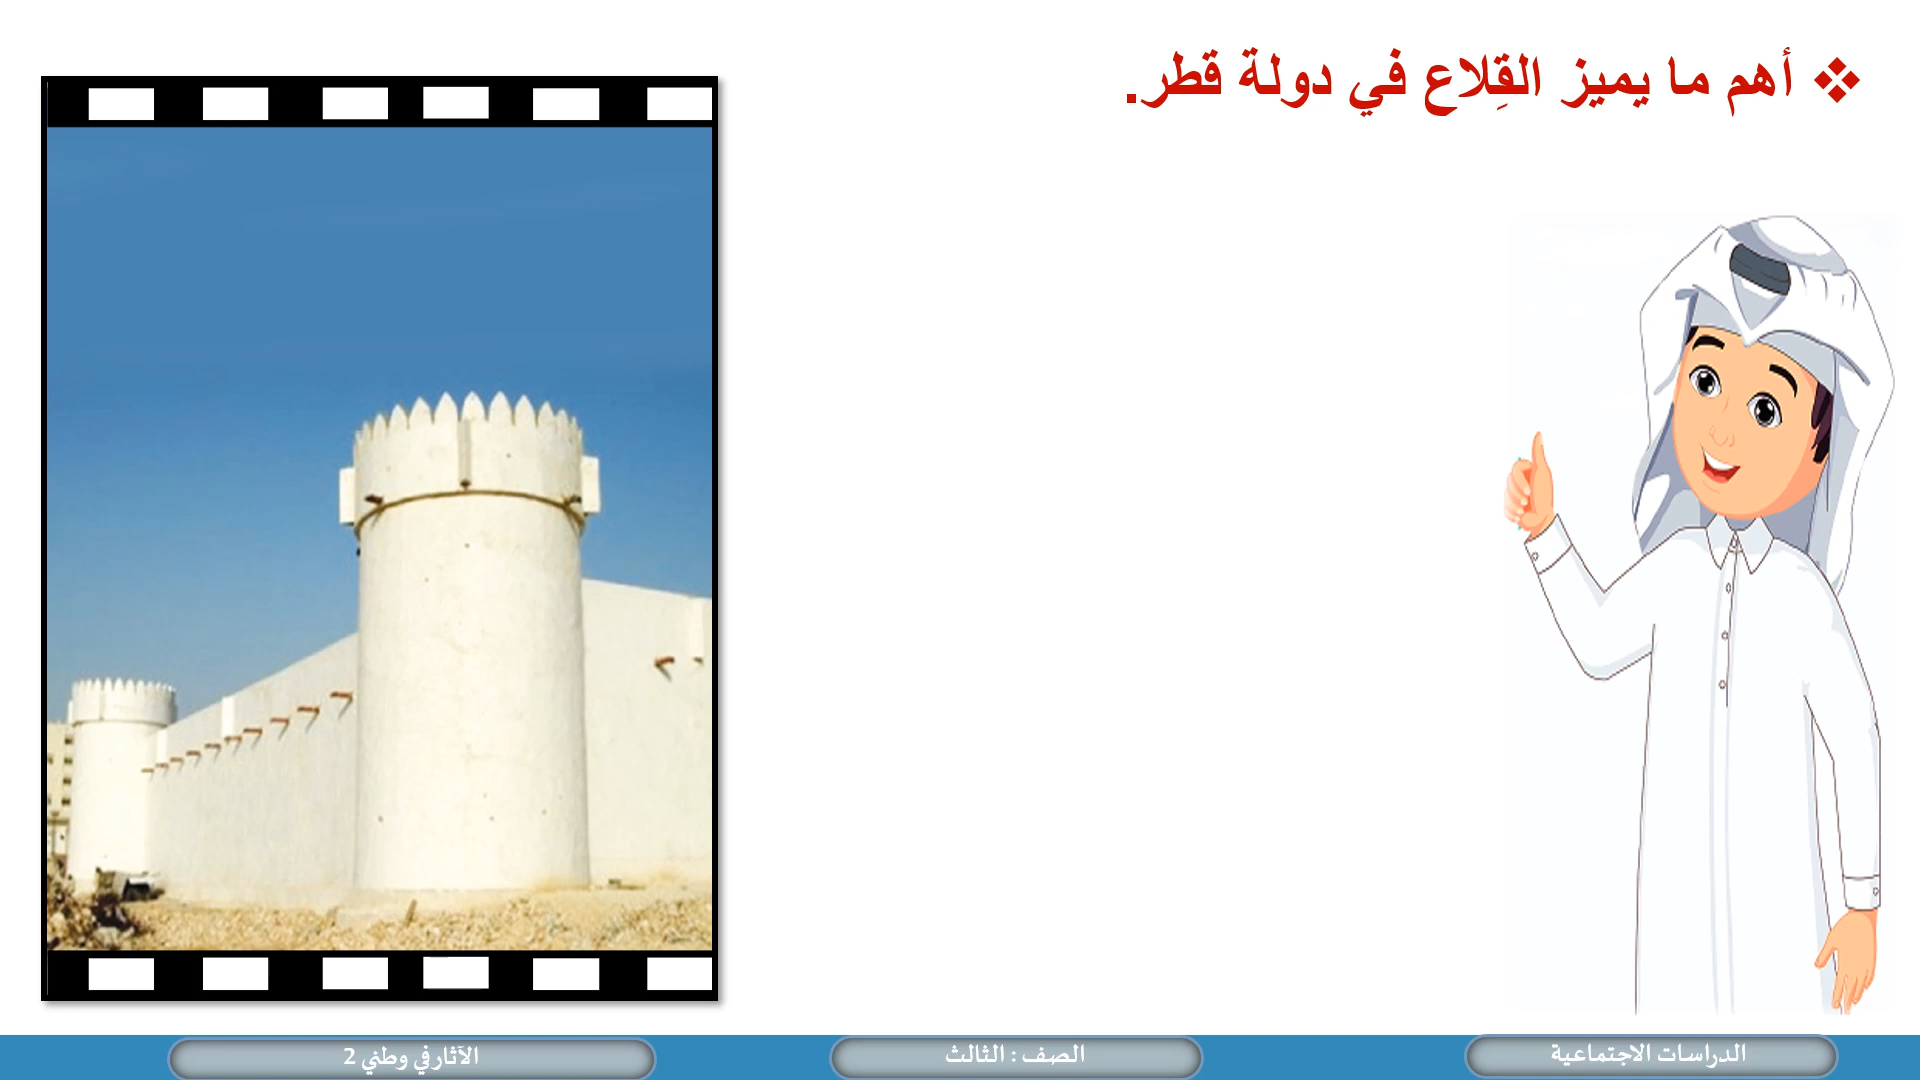 ❖ أهم ما يميز القِلاع في دولة قطر.
الدراسات الاجتماعية
الصف : الثالث
الآثار في وطني 2